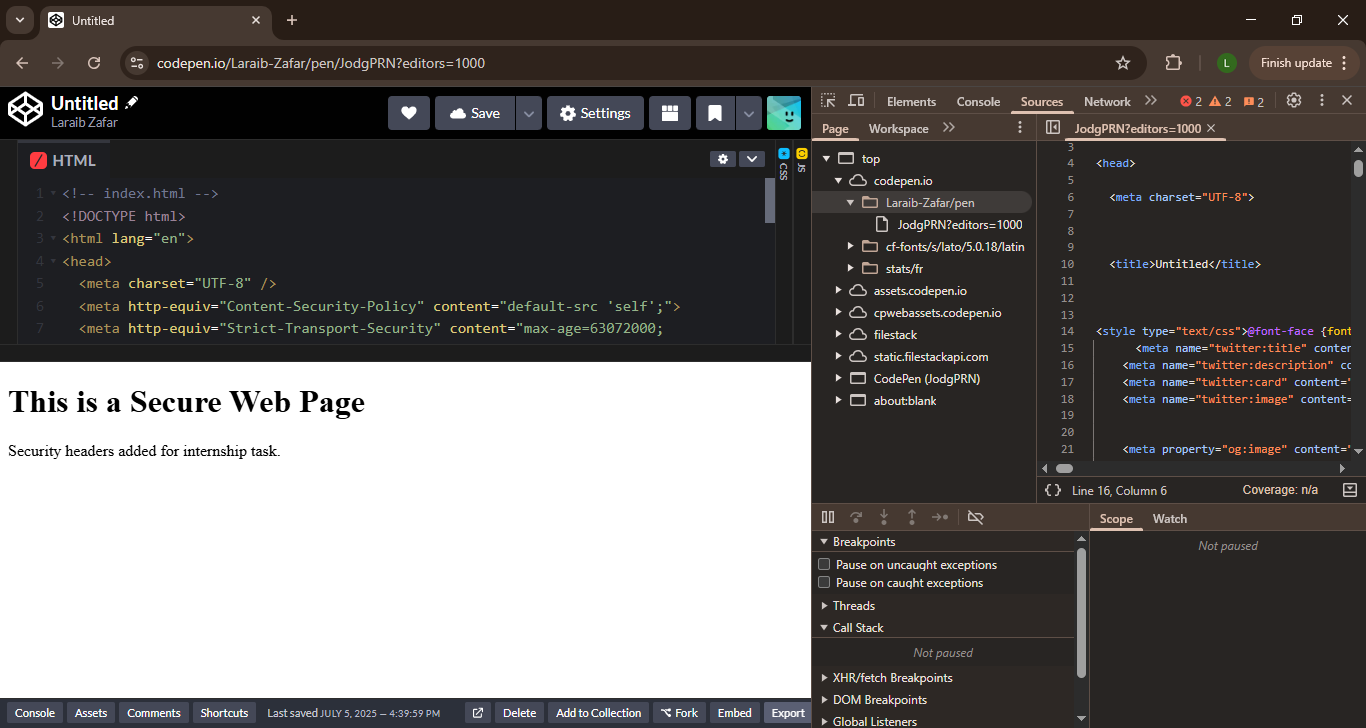 Untitled
codepen.io/Laraib-Zafar/pen/JodgPRN?editors=1000
L
Finish update
Untitled
Laraib Zafar
Save
Settings
HTML
CSS
JS
1 <!-- index.html -->
2 <!DOCTYPE html>
3 <html lang="en">
4 <head>
5 <meta charset="UTF-8" />
6 <meta http-equiv="Content-Security-Policy" content="default-src 'self';">
7 <meta http-equiv="Strict-Transport-Security" content="max-age=63072000;
This is a Secure Web Page
Security headers added for internship task.
Console Assets Comments Shortcuts Last saved JULY 5, 2025 — 4:39:59 PM Delete Add to Collection Fork Embed Export
Elements Console Sources Network 2 2 2
Page Workspace
top
codepen.io
Laraib-Zafar/pen
JodgPRN?editors=1000
cf-fonts/s/lato/5.0.18/latin
stats/fr
assets.codepen.io
cpwebassets.codepen.io
filestack
static.filestackapi.com
CodePen (JodgPRN)
about:blank
JodgPRN?editors=1000
3
4 <head>
5
6 <meta charset="UTF-8">
7
8
9
10 <title>Untitled</title>
11
12
13
14 <style type="text/css">@font-face {font
15 <meta name="twitter:title" conter
16 <meta name="twitter:description" cc
17 <meta name="twitter:card" content="
18 <meta name="twitter:image" content=
19
20
21 <meta property="og:image" content="
{} Line 16, Column 6 Coverage: n/a
Breakpoints
Pause on uncaught exceptions
Pause on caught exceptions
Threads
Call Stack
Not paused
XHR/fetch Breakpoints
DOM Breakpoints
Global Listeners
Scope Watch
Not paused